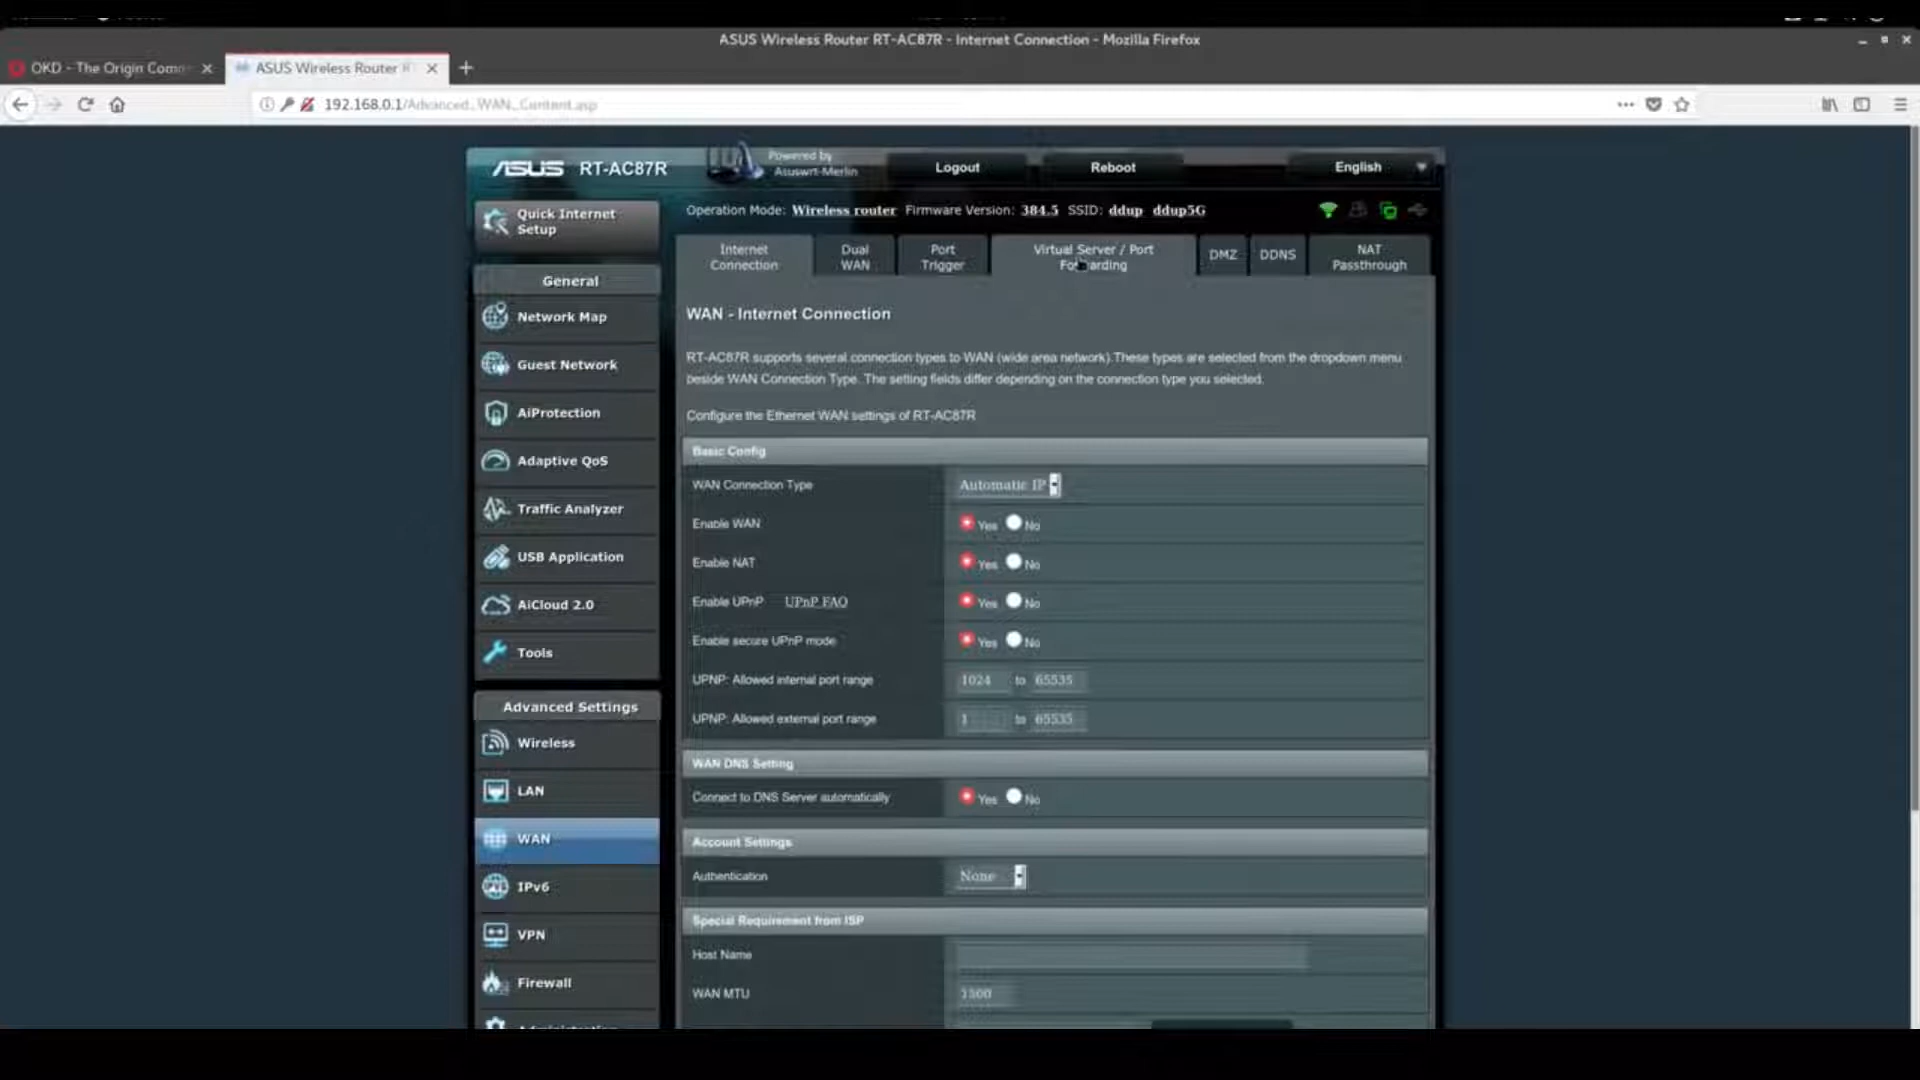 ASUS Wireless Router RT-AC87R - Internet Connection - Mozilla Firefox
OKD - The Origin Com
ASUS Wireless Router R
192.168.0.1/Advanced_WAN_Content.asp
ASUS RT-AC87R
Powered by
Asuswrt-Merlin
Logout
Reboot
English
Quick Internet
Setup
Operation Mode: Wireless router Firmware Version: 384.5 SSID: ddup ddup5G
Internet
Connection
Dual
WAN
Port
Trigger
Virtual Server / Port
Forwarding
DMZ
DDNS
NAT
Passthrough
General
Network Map
Guest Network
AiProtection
Adaptive QoS
Traffic Analyzer
USB Application
AiCloud 2.0
Tools
Advanced Settings
Wireless
LAN
WAN
IPv6
VPN
Firewall
WAN - Internet Connection
RT-AC87R supports several connection types to WAN (wide area network).These types are selected from the dropdown menu
beside WAN Connection Type. The setting fields differ depending on the connection type you selected.
Configure the Ethernet WAN settings of RT-AC87R
Basic Config
WAN Connection Type Automatic IP
Enable WAN Yes No
Enable NAT Yes No
Enable UPnP UPnP FAQ Yes No
Enable secure UPnP mode Yes No
UPNP: Allowed internal port range 1024 to 65535
UPNP: Allowed external port range 1 to 65535
WAN DNS Setting
Connect to DNS Server automatically Yes No
Account Settings
Authentication None
Special Requirement from ISP
Host Name
WAN MTU 1500